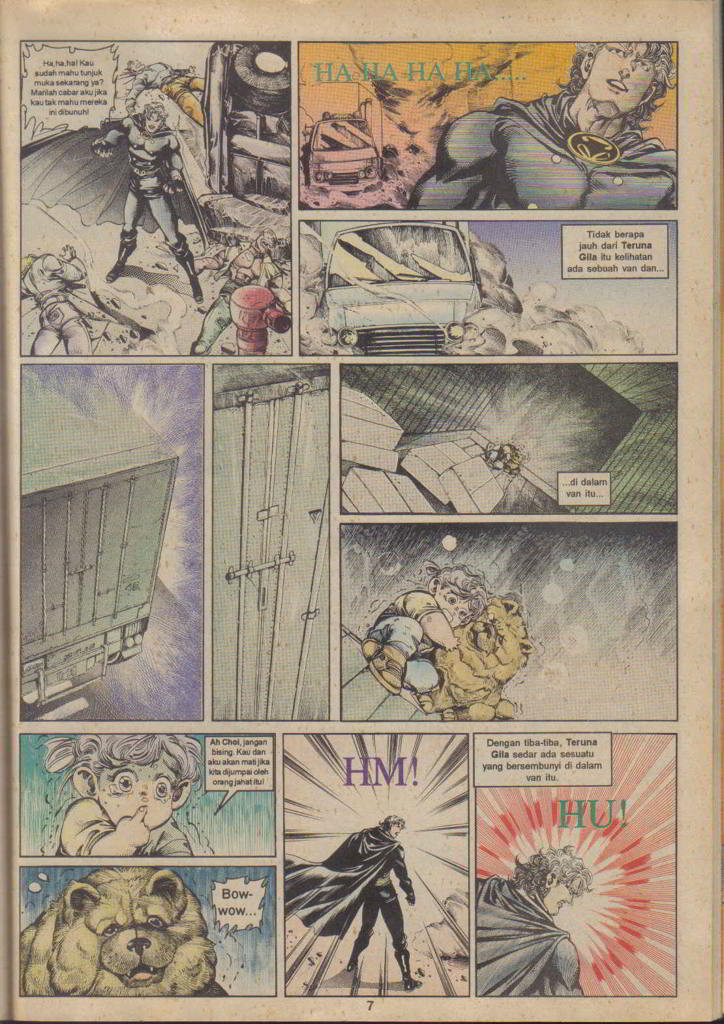 Ha,ha,ha! Kau
sudah mahu tunjuk
muka sekarang ya?
Marilah cabar aku jika
kau tak mahu mereka
ini dibunuh!
HA HA HA HA.....
Tidak berapa
jauh dari Teruna
Gila itu kelihatan
ada sebuah van dan...
...di dalam
van itu...
Ah Choi, jangan
bising. Kau dan
aku akan mati jika
kita dijumpai oleh
orang jahat itu!
Bow-
wow...
HM!
Dengan tiba-tiba, Teruna
Gila sedar ada sesuatu
yang bersembunyi di dalam
van itu.
HU!
7